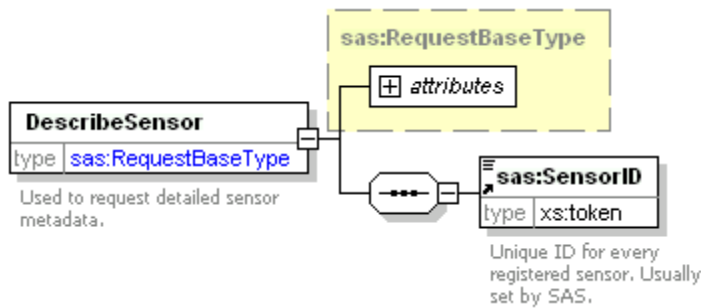 sas:RequestBaseType
attributes
DescribeSensor
type sas:RequestBaseType
Used to request detailed sensor
metadata.
sas:SensorID
type xs:token
Unique ID for every
registered sensor. Usually
set by SAS.